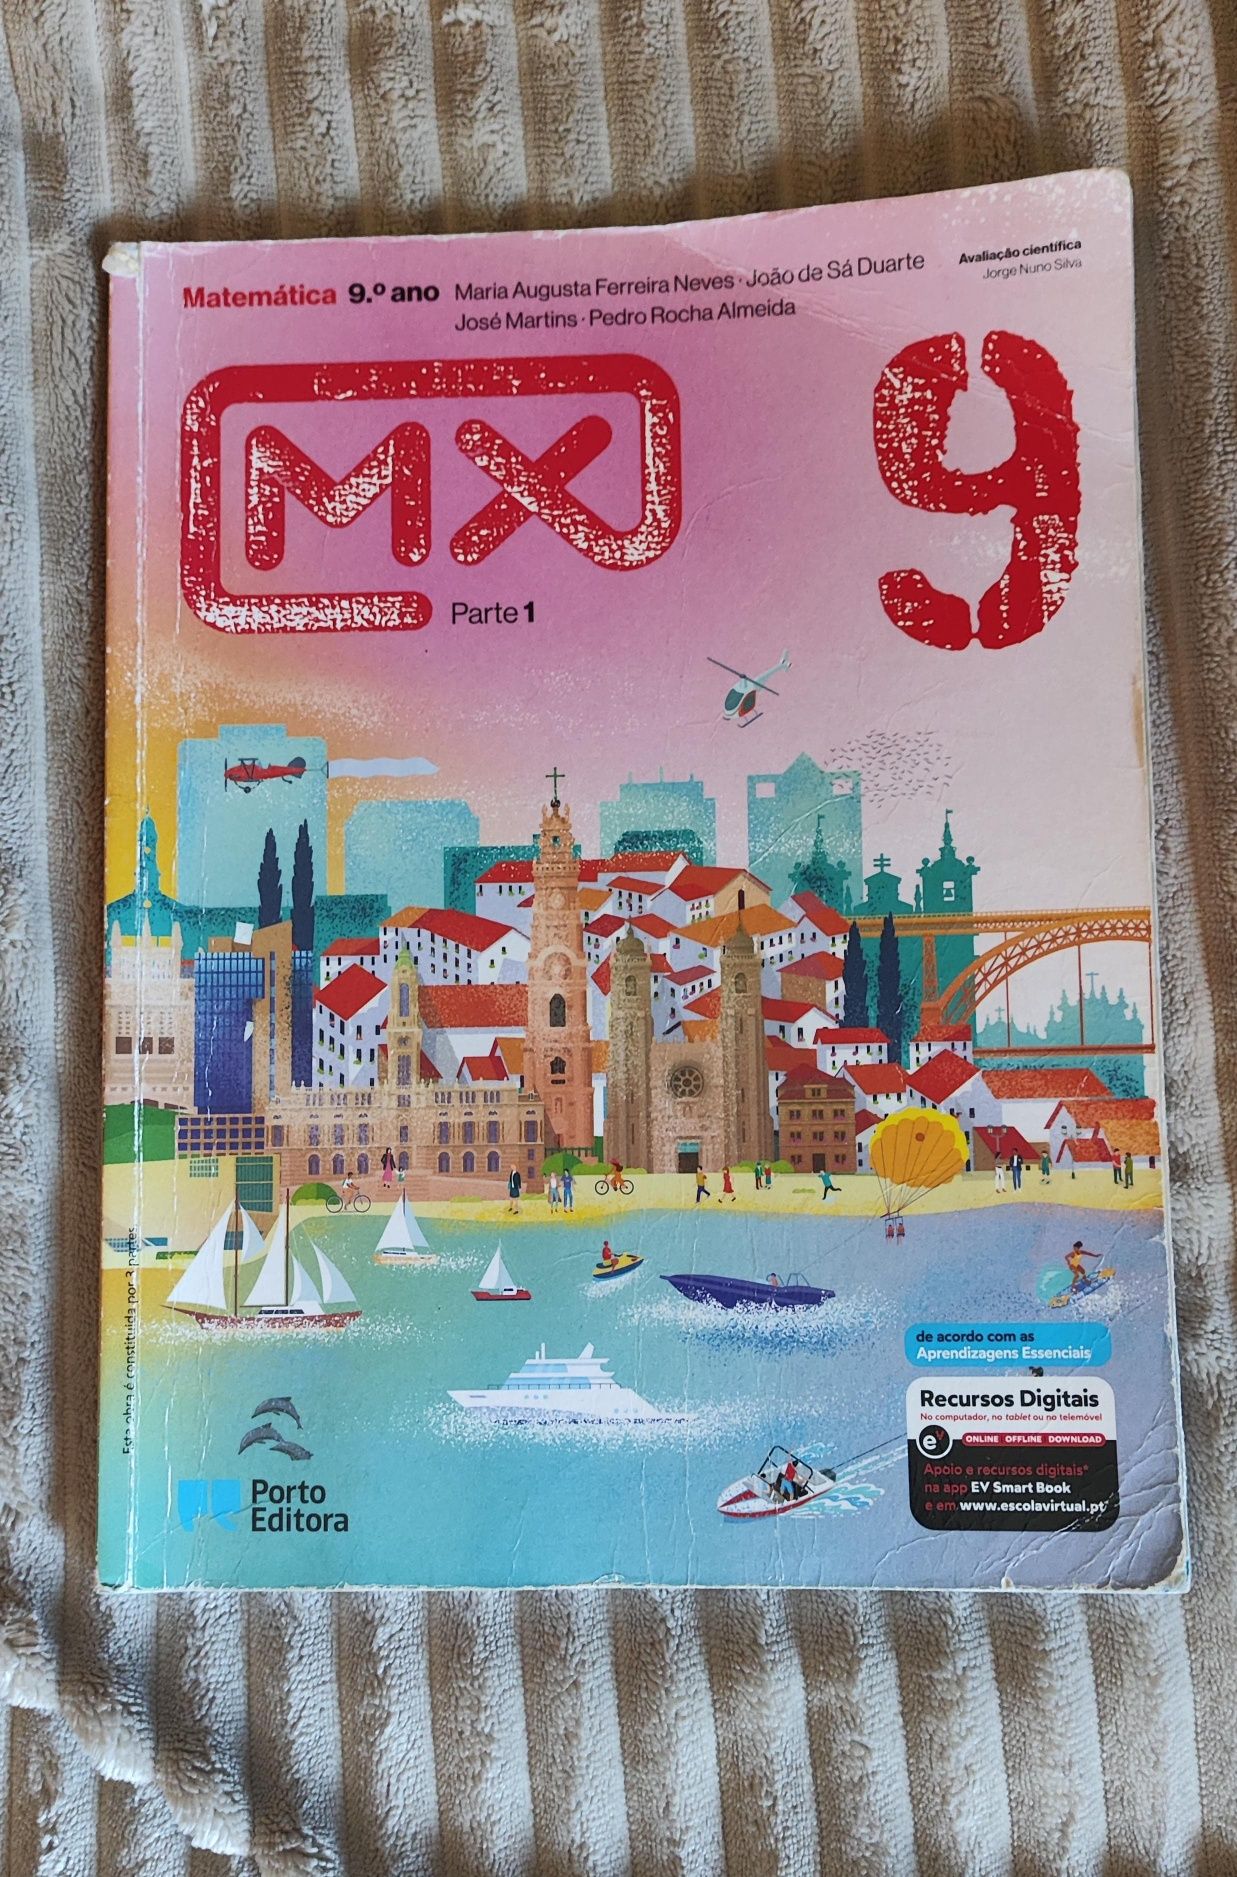 Matemática 9.º ano
Maria Augusta Ferreira Neves · João de Sá Duarte
José Martins · Pedro Rocha Almeida
Avaliação científica
Jorge Nuno Silva
MX
9
Parte 1
Esta obra é constituída por 3 partes
de acordo com as
Aprendizagens Essenciais
Recursos Digitais
No computador, no tablet ou no telemóvel
ev
ONLINE OFFLINE DOWNLOAD
Apoio e recursos digitais*
na app EV Smart Book
e em www.escolavirtual.pt
Porto
Editora